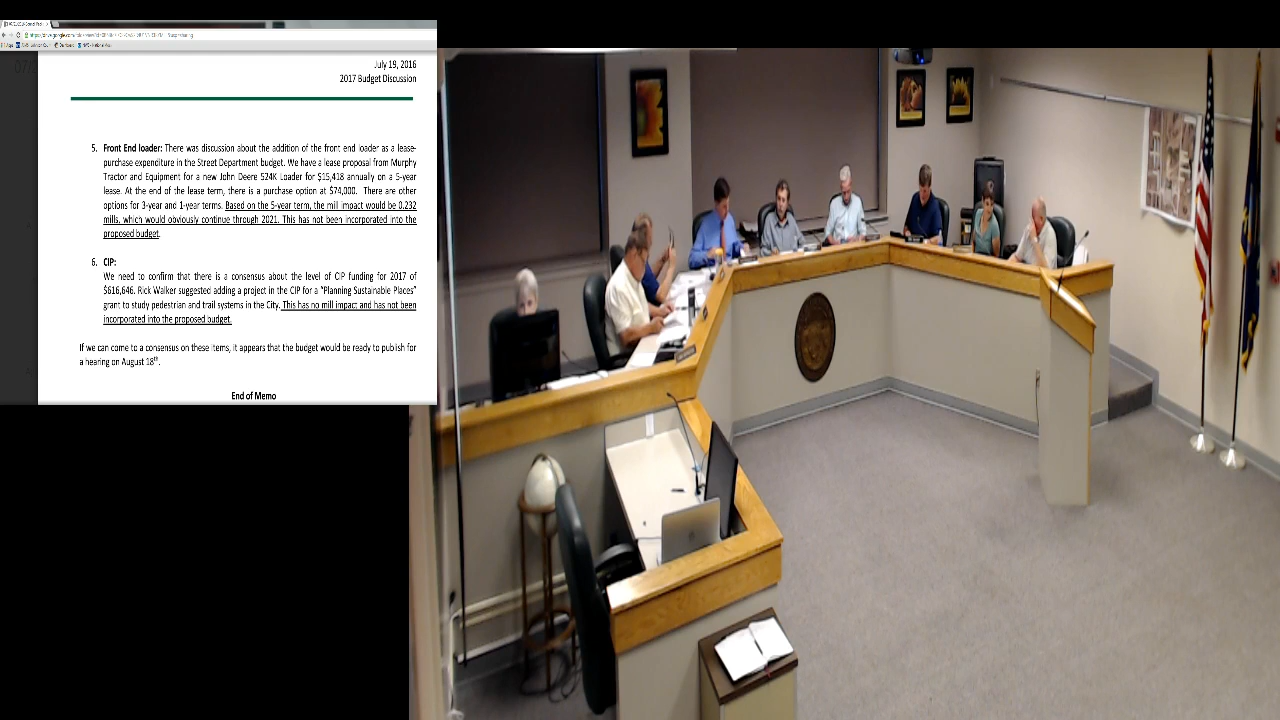 July 19, 2016
2017 Budget Discussion
5. Front End loader: There was discussion about the addition of the front end loader as a lease-
purchase expenditure in the Street Department budget. We have a lease proposal from Murphy
Tractor and Equipment for a new John Deere 524K Loader for $15,418 annually on a 5-year
lease. At the end of the lease term, there is a purchase option at $74,000. There are other
options for 3-year and 1-year terms. Based on the 5-year term, the mill impact would be 0.232
mills, which would obviously continue through 2021. This has not been incorporated into the
proposed budget.
6. CIP:
We need to confirm that there is a consensus about the level of CIP funding for 2017 of
$616,646. Rick Walker suggested adding a project in the CIP for a "Planning Sustainable Places"
grant to study pedestrian and trail systems in the City. This has no mill impact and has not been
incorporated into the proposed budget.
If we can come to a consensus on these items, it appears that the budget would be ready to publish for
a hearing on August 18th.
End of Memo